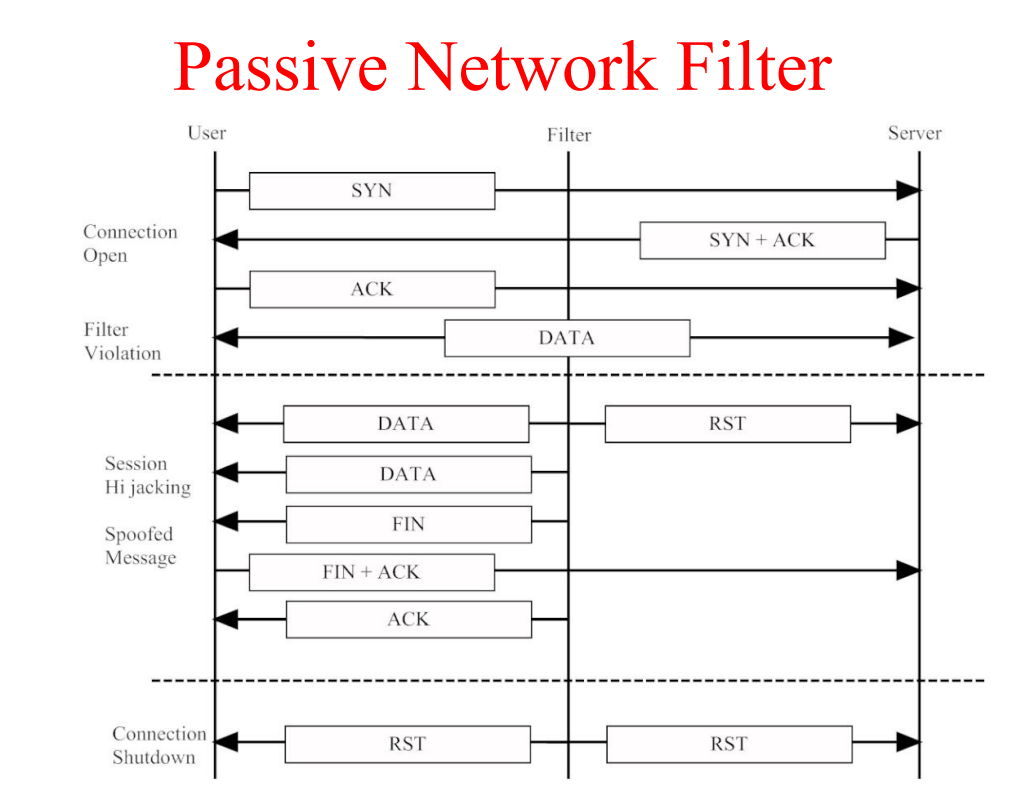 Passive Network Filter
User
Filter
Server
SYN
Connection
Open
SYN + ACK
ACK
Filter
Violation
DATA
DATA
RST
Session
Hi jacking
DATA
FIN
Spoofed
Message
FIN + ACK
ACK
Connection
Shutdown
RST
RST